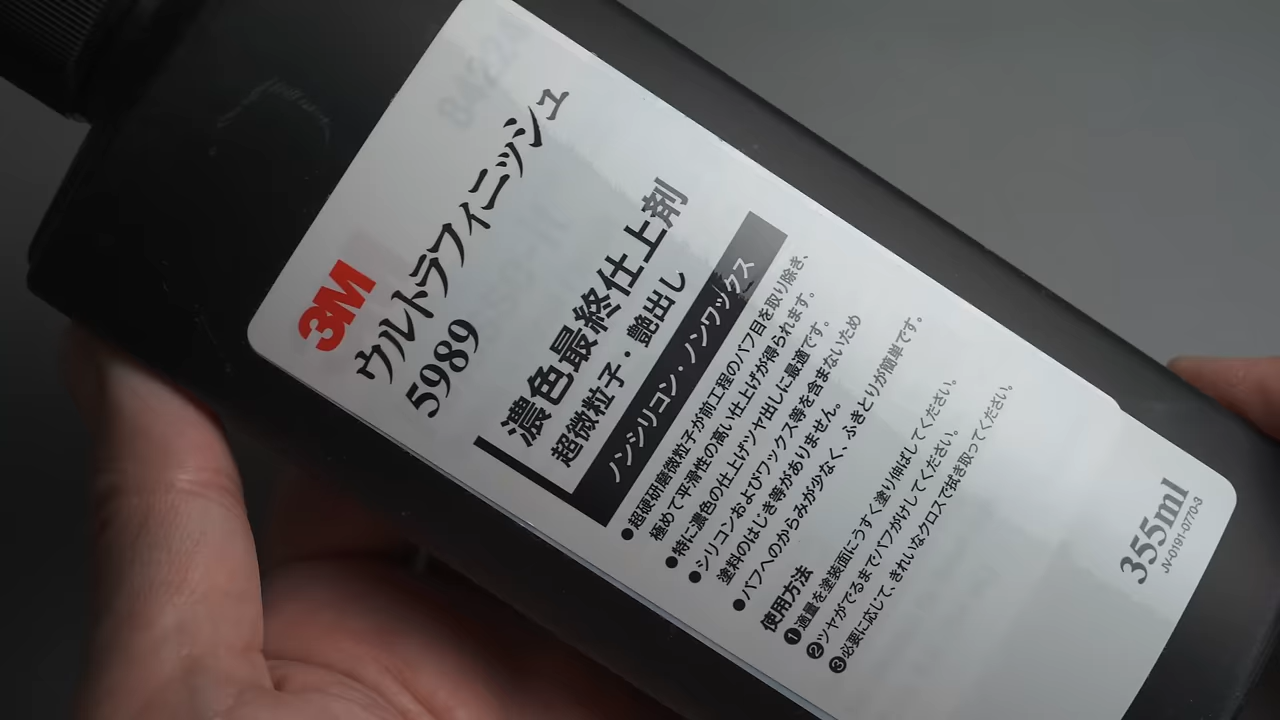 3M
ウルトラフィニッシュ
5989
濃色最終仕上剤
超微粒子・艶出し
ノンシリコン・ノンワックス
●超硬研磨微粒子が前工程のバフ目を取り除き、
極めて平滑性の高い仕上げが得られます。
●特に濃色の仕上げツヤ出しに最適です。
●シリコンおよびワックス等を含まないため
塗料のはじき等がありません。
●バフへのからみが少なく、ふきとりが簡単です。
使用方法
❶適量を塗装面にうすく塗り伸ばしてください。
❷ツヤがでるまでバフがけしてください。
❸必要に応じて、きれいなクロスで拭き取ってください。
355ml
JV-0191-0770-3